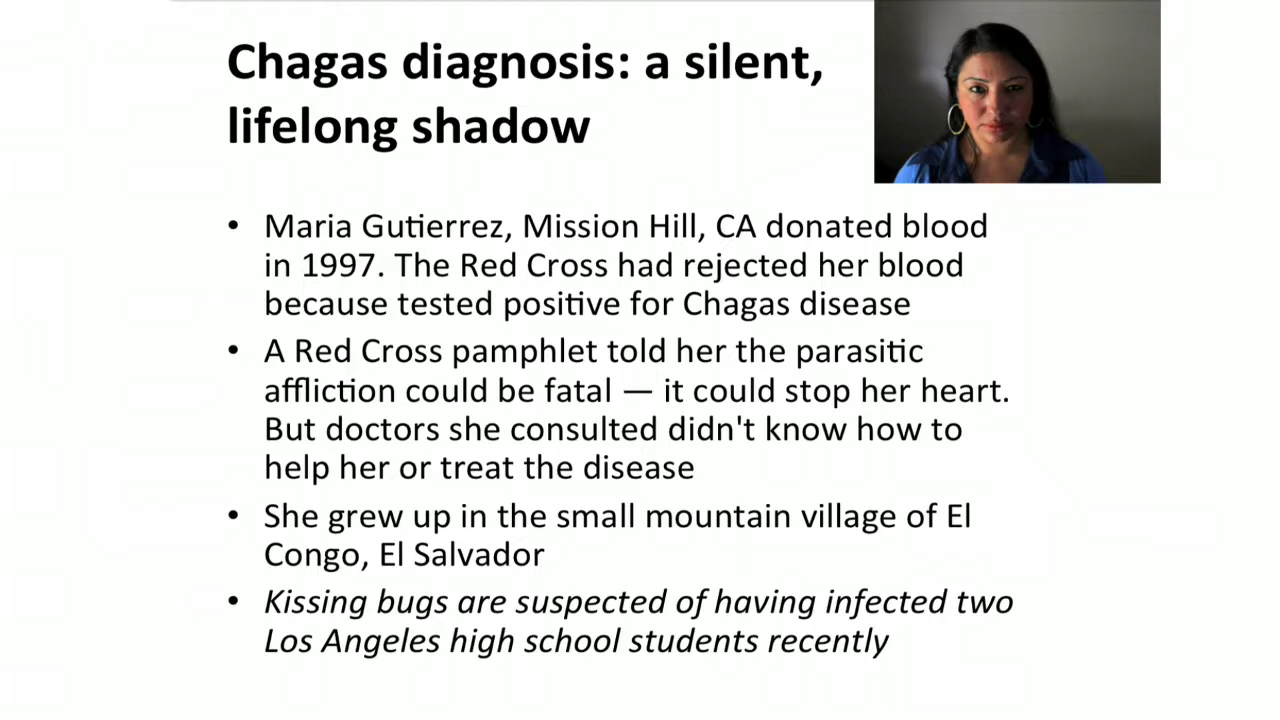 Chagas diagnosis: a silent,
lifelong shadow
• Maria Gutierrez, Mission Hill, CA donated blood
in 1997. The Red Cross had rejected her blood
because tested positive for Chagas disease
• A Red Cross pamphlet told her the parasitic
affliction could be fatal — it could stop her heart.
But doctors she consulted didn't know how to
help her or treat the disease
• She grew up in the small mountain village of El
Congo, El Salvador
• Kissing bugs are suspected of having infected two
Los Angeles high school students recently